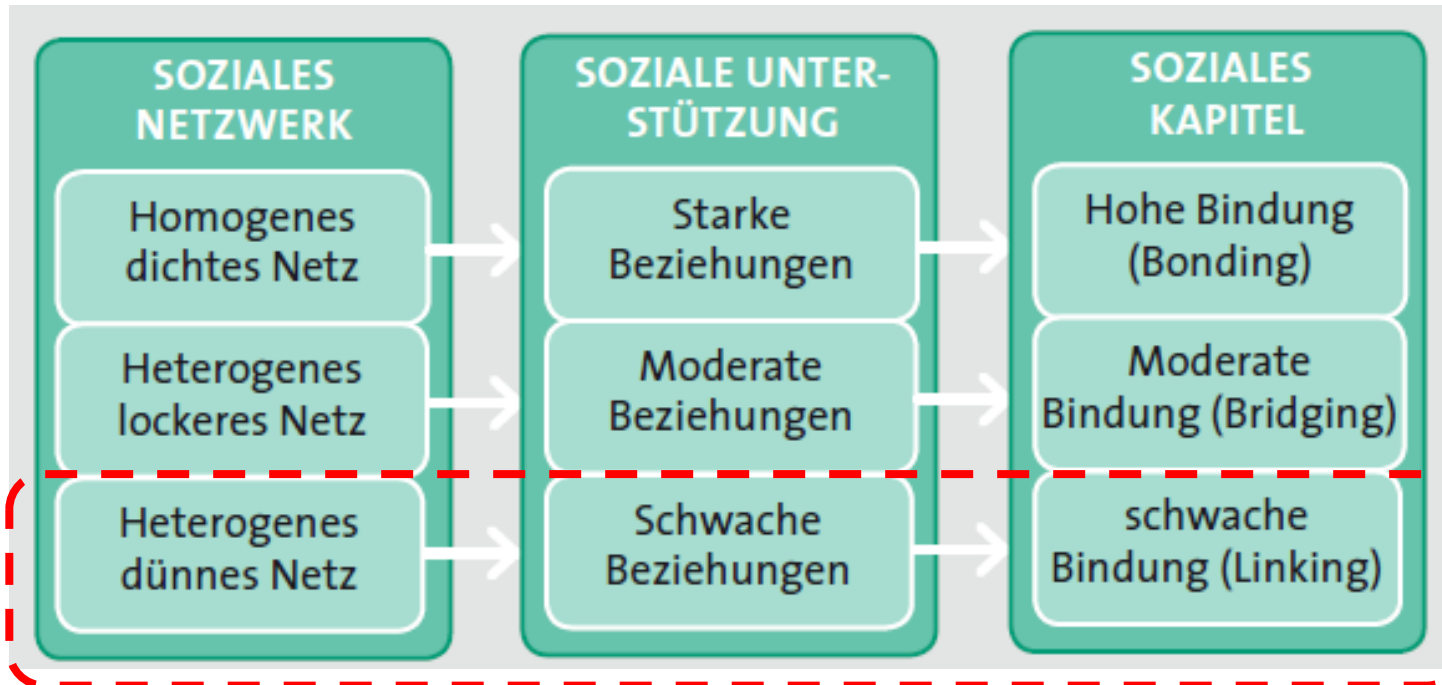 SOZIALES
NETZWERK
Homogenes
dichtes Netz
Heterogenes
lockeres Netz
Heterogenes
dünnes Netz
SOZIALE UNTER-
STÜTZUNG
Starke
Beziehungen
Moderate
Beziehungen
Schwache
Beziehungen
SOZIALES
KAPITEL
Hohe Bindung
(Bonding)
Moderate
Bindung (Bridging)
schwache
Bindung (Linking)